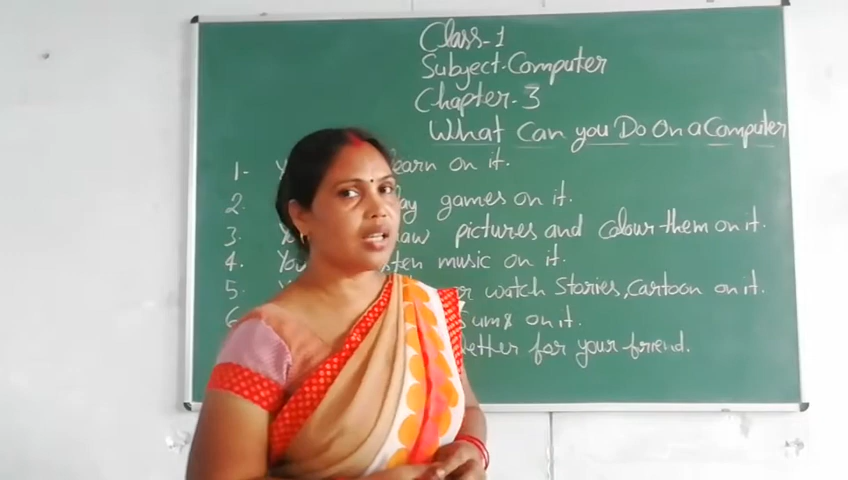 Class-1
Subject-Computer
Chapter-3
What Can you Do On a Computer
1- learn on it.
2. games on it.
3. pictures and colour them on it.
4. music on it.
5. watch Stories, Cartoon on it.
6. sums on it.
letter for your friend.